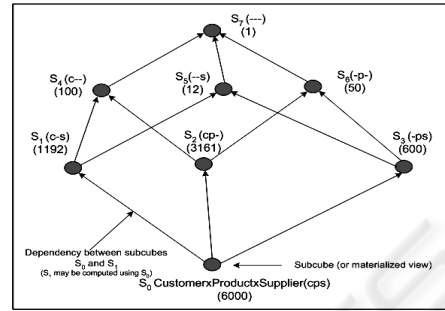 S7 (---)
(1)
S4 (c--)
(100)
S5 (--s)
(12)
S6 (-p-)
(50)
S1 (c-s)
(1192)
S2 (cp-)
(3161)
S3 (-ps)
(600)
Dependency between subcubes
S0 and S1
(S1 may be computed using S0)
Subcube (or materialized view)
S0 CustomerxProductxSupplier(cps)
(6000)